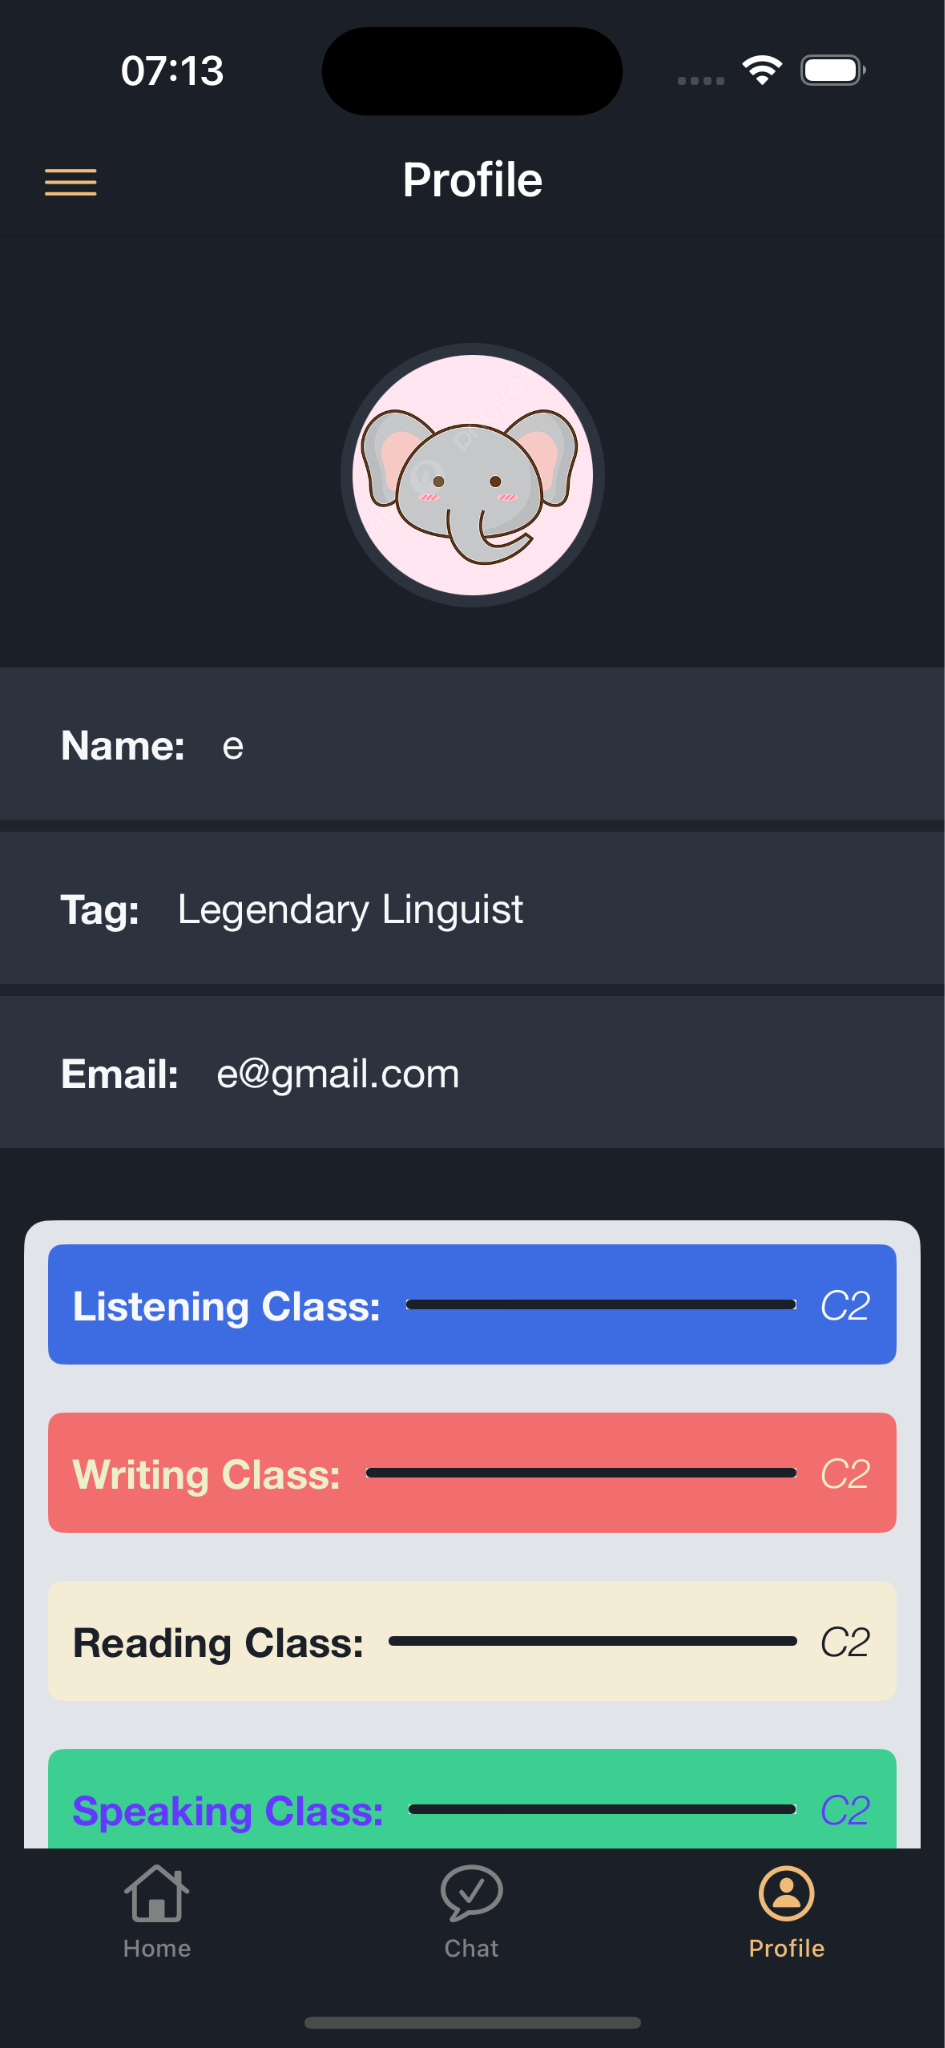 07:13
Profile
Name: e
Tag: Legendary Linguist
Email: e@gmail.com
Listening Class: C2
Writing Class: C2
Reading Class: C2
Speaking Class: C2
Home
Chat
Profile